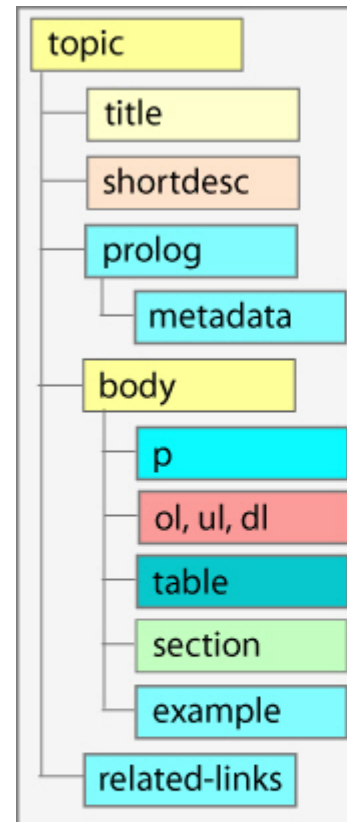 topic
title
shortdesc
prolog
metadata
body
p
ol, ul, dl
table
section
example
related-links